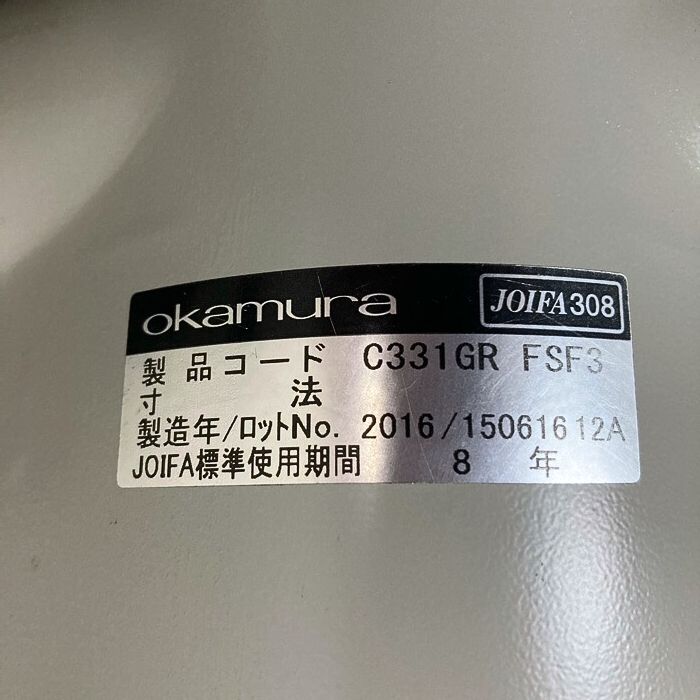 okamura JOIFA308
製品コード C331GR FSF3
寸法
製造年/ロットNo. 2016/15061612A
JOIFA標準使用期間 8 年